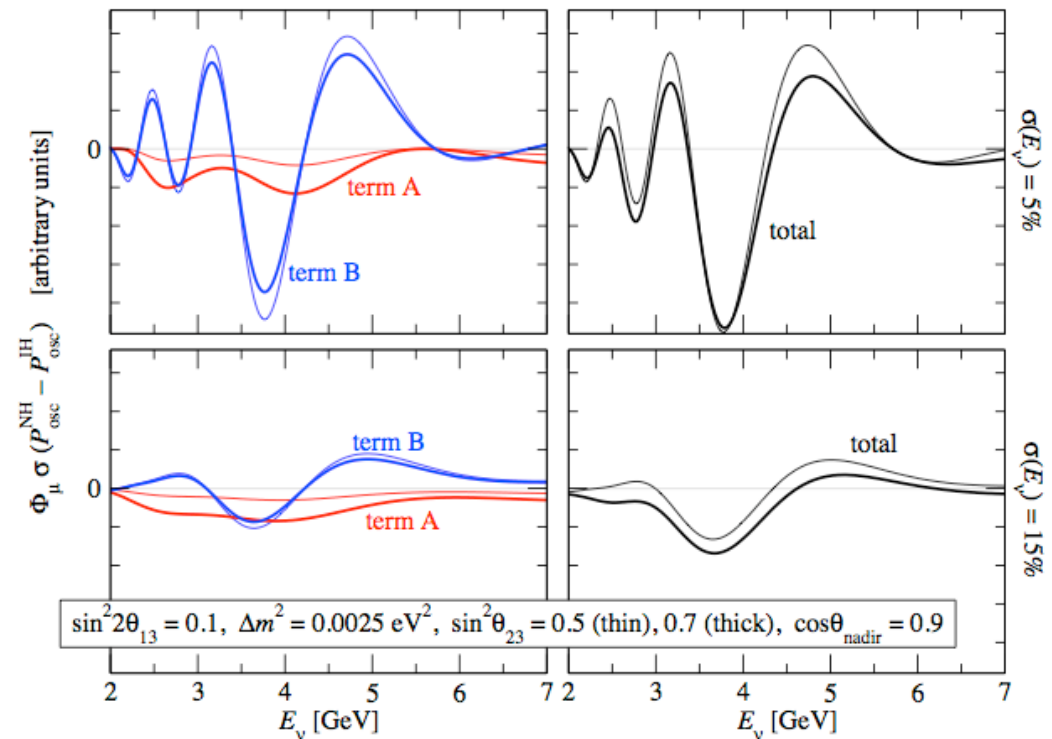 Φ_μ σ (P_osc^NH − P_osc^IH) [arbitrary units]
0
term A
term B
total
σ(E_ν) = 5%
0
term B
term A
total
σ(E_ν) = 15%
sin²2θ₁₃ = 0.1, Δm² = 0.0025 eV², sin²θ₂₃ = 0.5 (thin), 0.7 (thick), cosθ_nadir = 0.9
2 3 4 5 6 7 2 3 4 5 6 7
E_ν [GeV] E_ν [GeV]